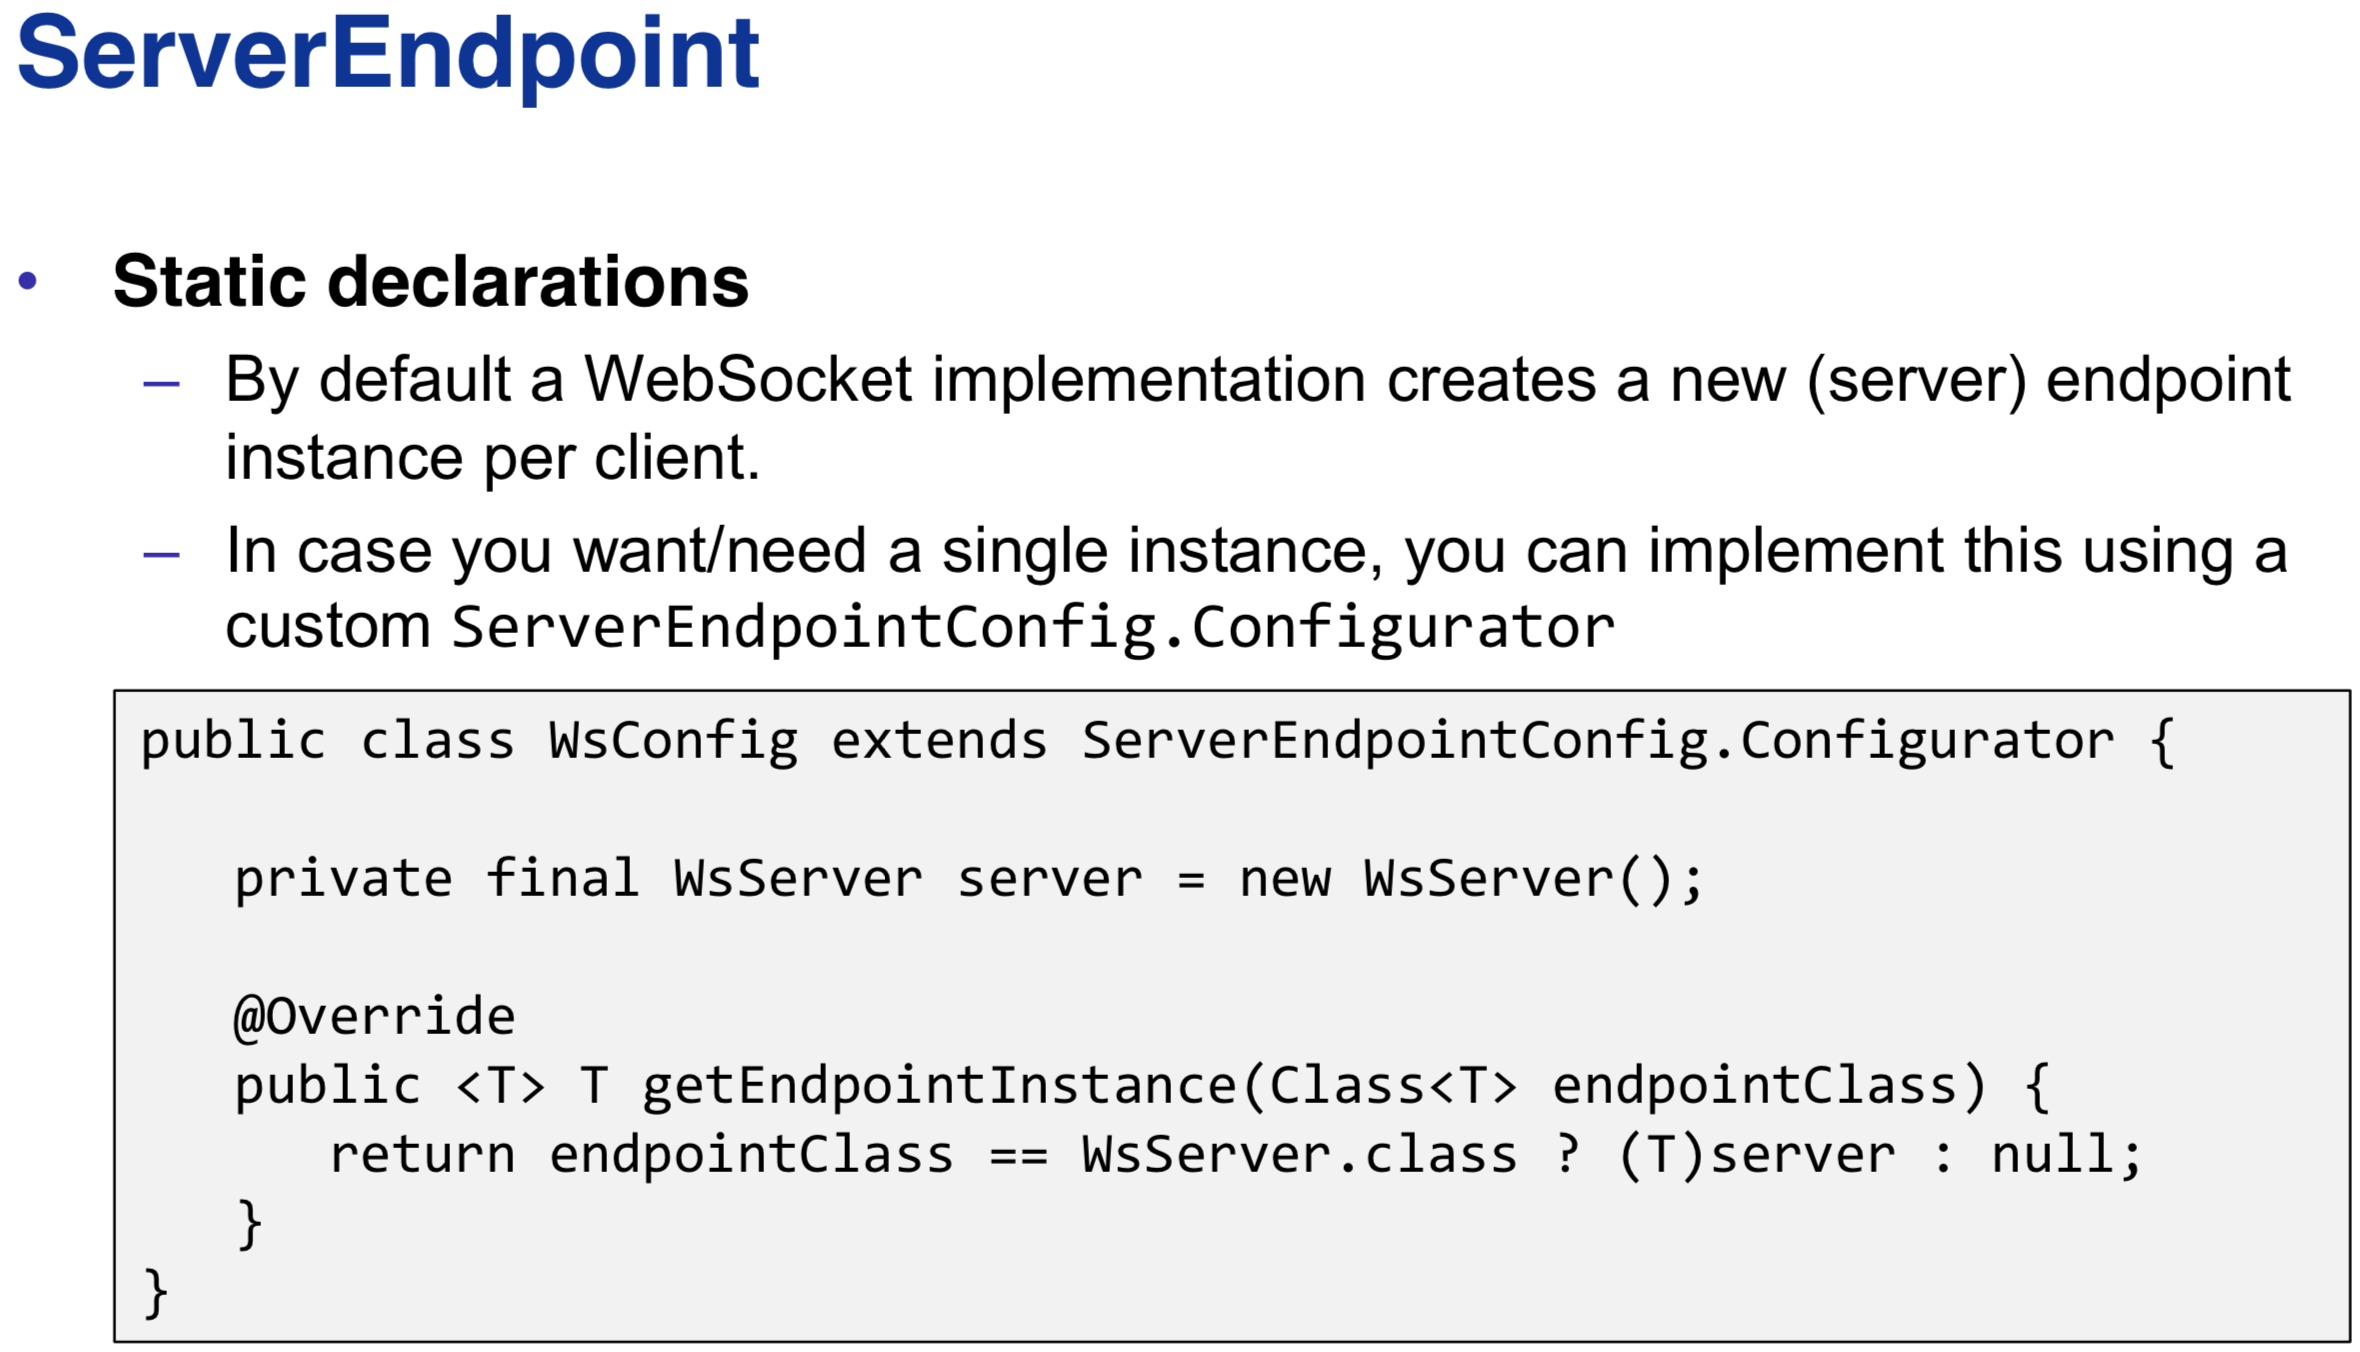 ServerEndpoint
• Static declarations
– By default a WebSocket implementation creates a new (server) endpoint
instance per client.
– In case you want/need a single instance, you can implement this using a
custom ServerEndpointConfig.Configurator
public class WsConfig extends ServerEndpointConfig.Configurator {
private final WsServer server = new WsServer();
@Override
public <T> T getEndpointInstance(Class<T> endpointClass) {
return endpointClass == WsServer.class ? (T)server : null;
}
}